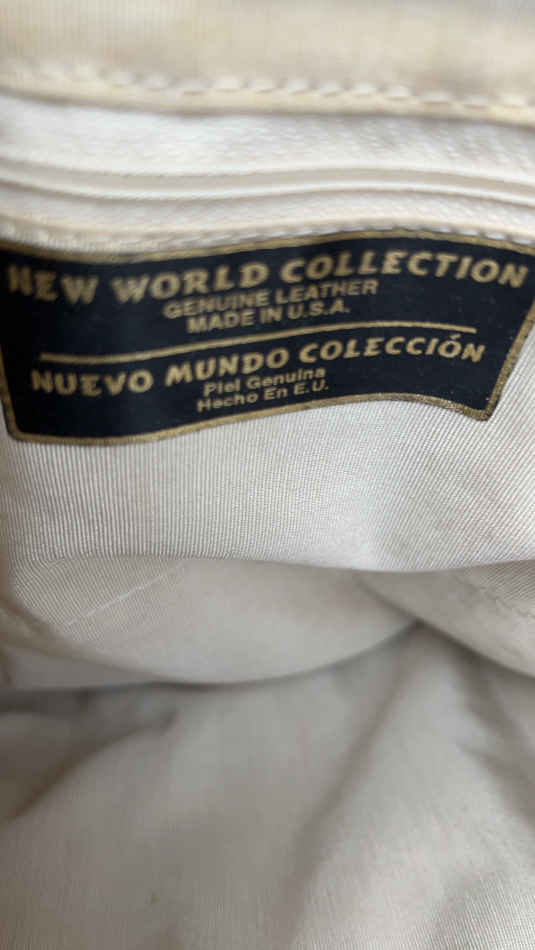 NEW WORLD COLLECTION
GENUINE LEATHER
MADE IN U.S.A.
NUEVO MUNDO COLECCIÓN
Piel Genuina
Hecho En E.U.